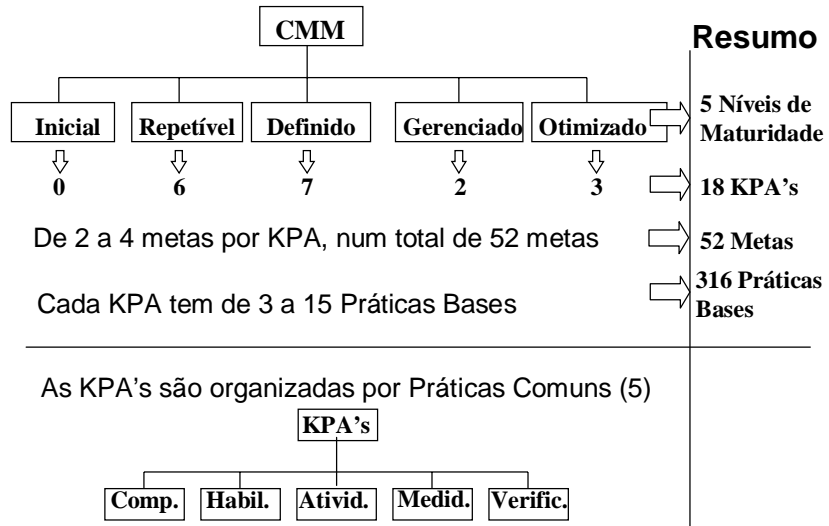 CMM
Resumo
Inicial Repetível Definido Gerenciado Otimizado
5 Níveis de
Maturidade
0 6 7 2 3
18 KPA's
De 2 a 4 metas por KPA, num total de 52 metas
52 Metas
316 Práticas
Bases
Cada KPA tem de 3 a 15 Práticas Bases
As KPA's são organizadas por Práticas Comuns (5)
KPA's
Comp. Habil. Ativid. Medid. Verific.